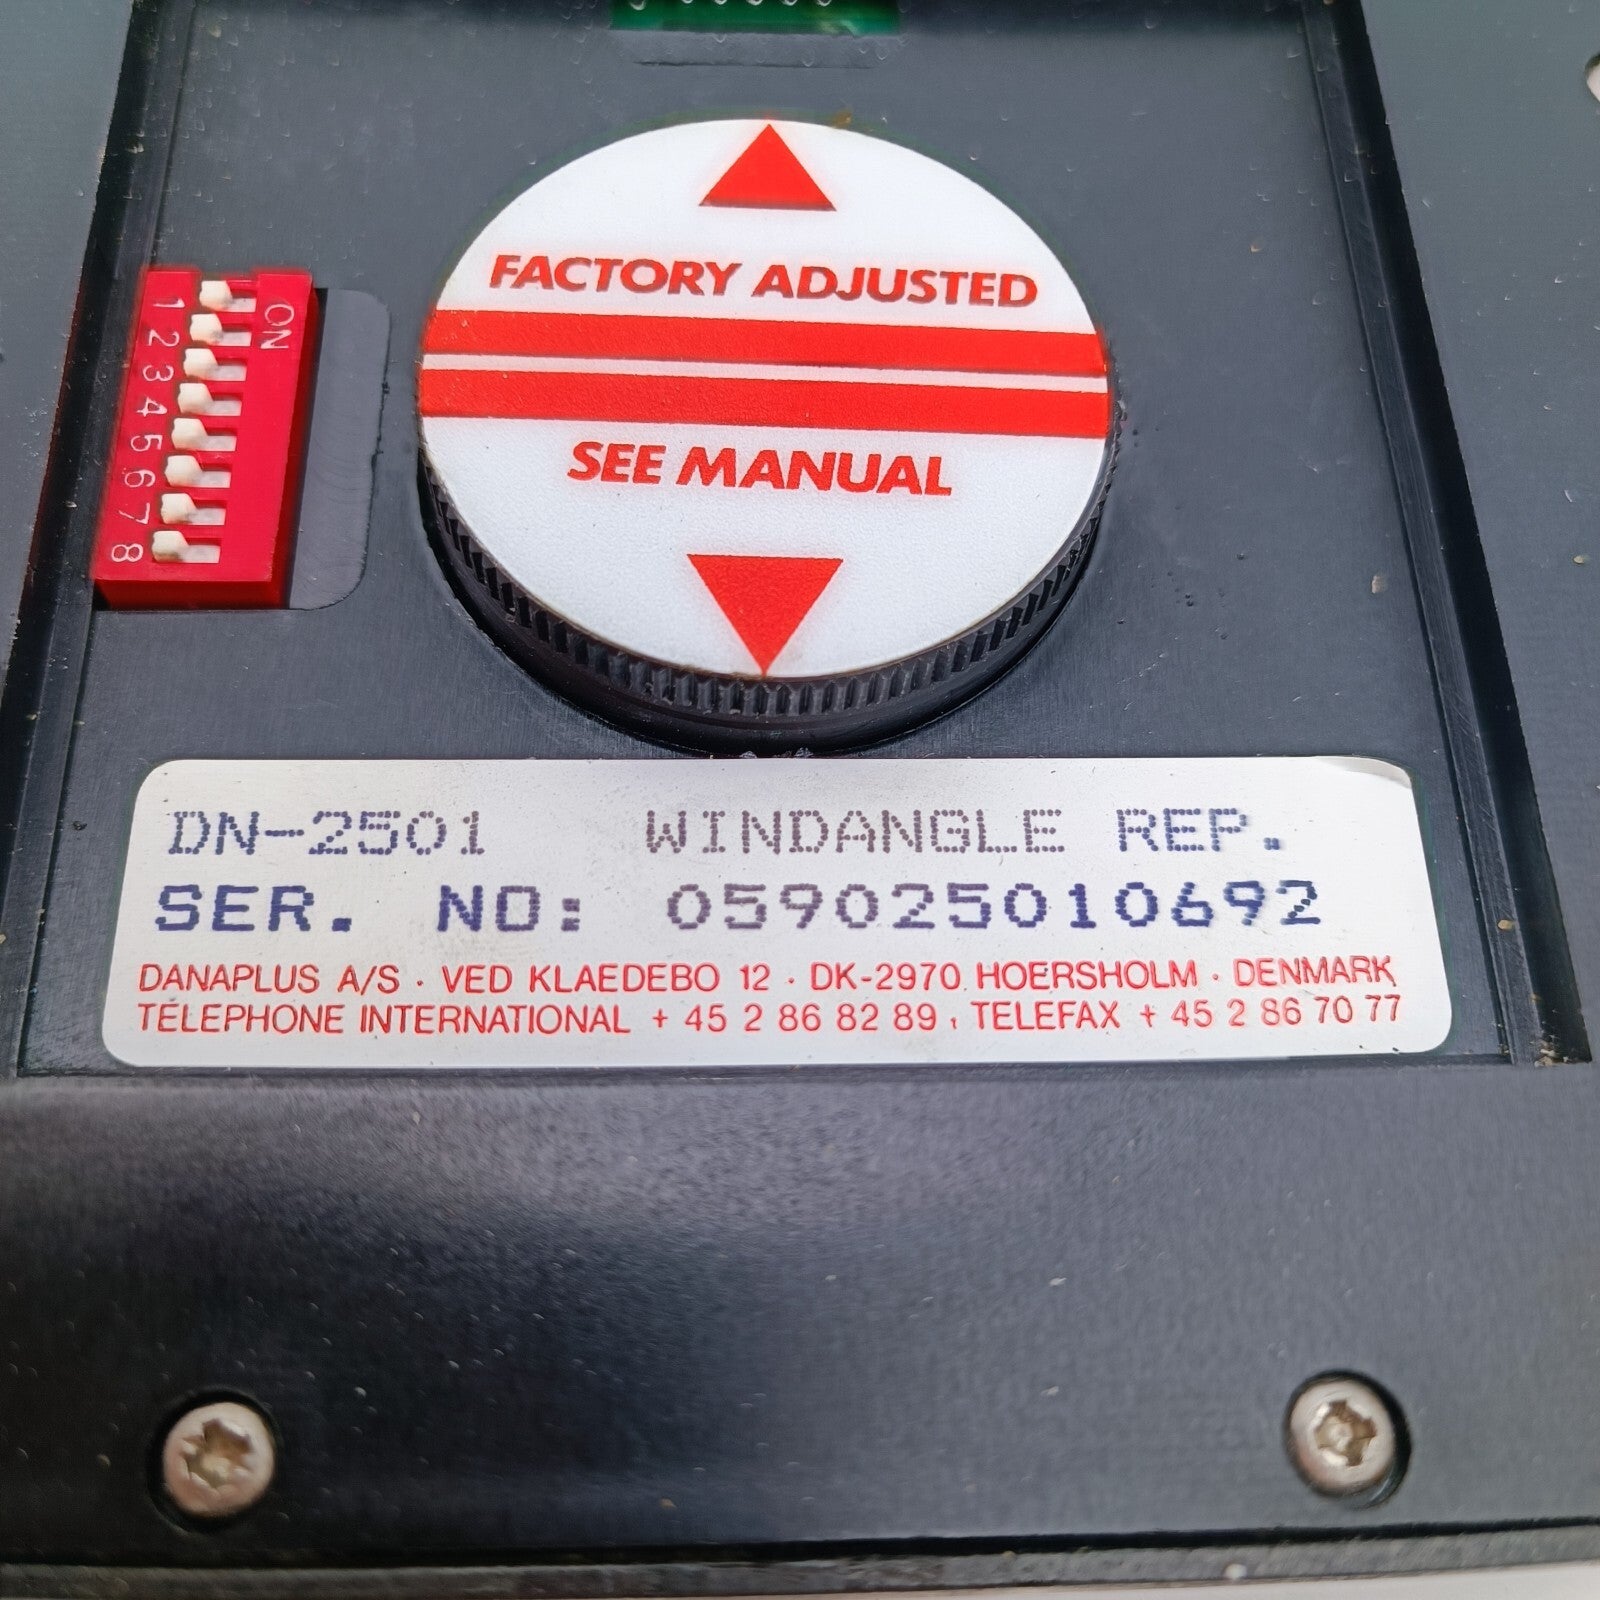 FACTORY ADJUSTED
SEE MANUAL
ON
1
2
3
4
5
6
7
8
DN-2501 WINDANGLE REP.
SER. NO: 059025010692
DANAPLUS A/S · VED KLAEDEBO 12 · DK-2970 HOERSHOLM · DENMARK
TELEPHONE INTERNATIONAL + 45 2 86 82 89, TELEFAX + 45 2 86 70 77